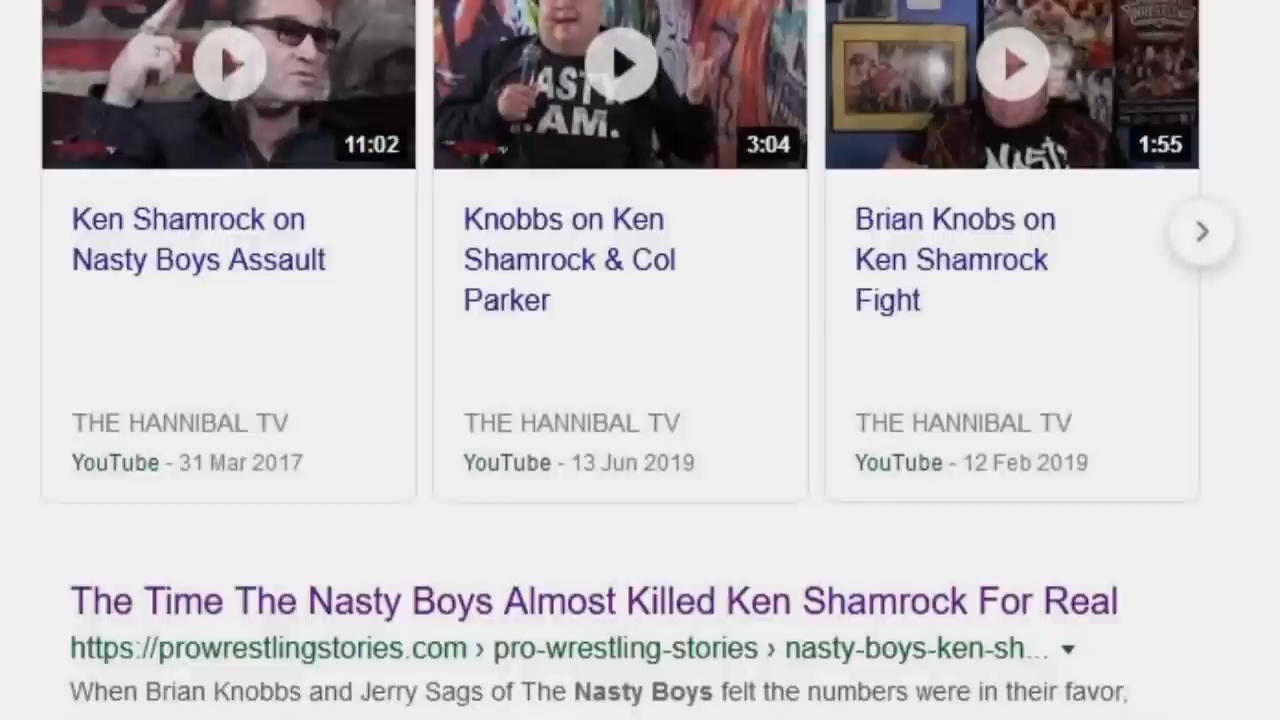 ASTY
.AM.
NAST
WRESTLING
11:02
3:04
1:55
Ken Shamrock on
Nasty Boys Assault
Knobbs on Ken
Shamrock & Col
Parker
Brian Knobs on
Ken Shamrock
Fight
THE HANNIBAL TV
YouTube - 31 Mar 2017
THE HANNIBAL TV
YouTube - 13 Jun 2019
THE HANNIBAL TV
YouTube - 12 Feb 2019
The Time The Nasty Boys Almost Killed Ken Shamrock For Real
https://prowrestlingstories.com › pro-wrestling-stories › nasty-boys-ken-sh...
When Brian Knobbs and Jerry Sags of The Nasty Boys felt the numbers were in their favor,